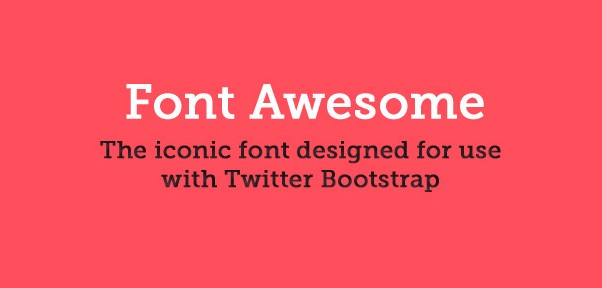 Font Awesome
The iconic font designed for use
with Twitter Bootstrap